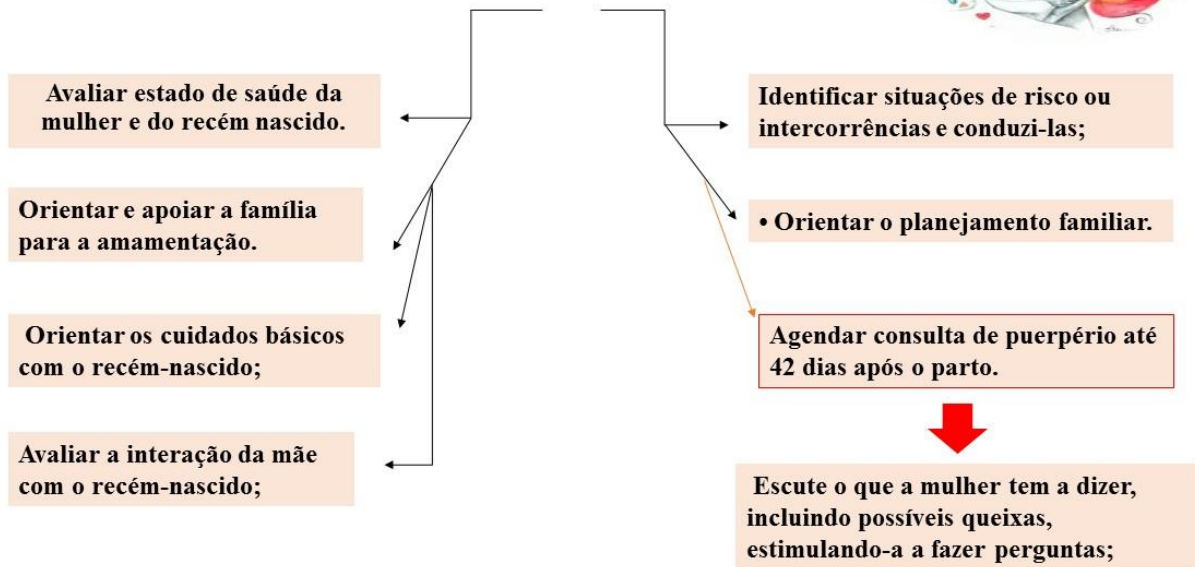 Avaliar estado de saúde da
mulher e do recém nascido.
Orientar e apoiar a família
para a amamentação.
Orientar os cuidados básicos
com o recém-nascido;
Avaliar a interação da mãe
com o recém-nascido;
Identificar situações de risco ou
intercorrências e conduzi-las;
• Orientar o planejamento familiar.
Agendar consulta de puerpério até
42 dias após o parto.
Escute o que a mulher tem a dizer,
incluindo possíveis queixas,
estimulando-a a fazer perguntas;